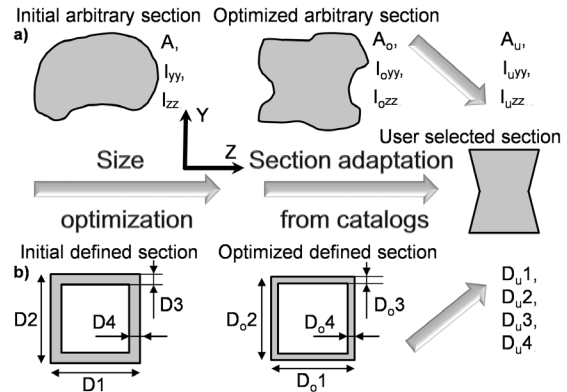 Initial arbitrary section
Optimized arbitrary section
a)
A,
Iyy,
Izz
Ao,
Ioyy,
Iozz
Au,
Iuyy,
Iuzz
Y
Z
User selected section
Size
optimization
Section adaptation
from catalogs
Initial defined section
Optimized defined section
b)
D2
D4
D3
D1
Do2
Do4
Do3
Do1
Du1,
Du2,
Du3,
Du4